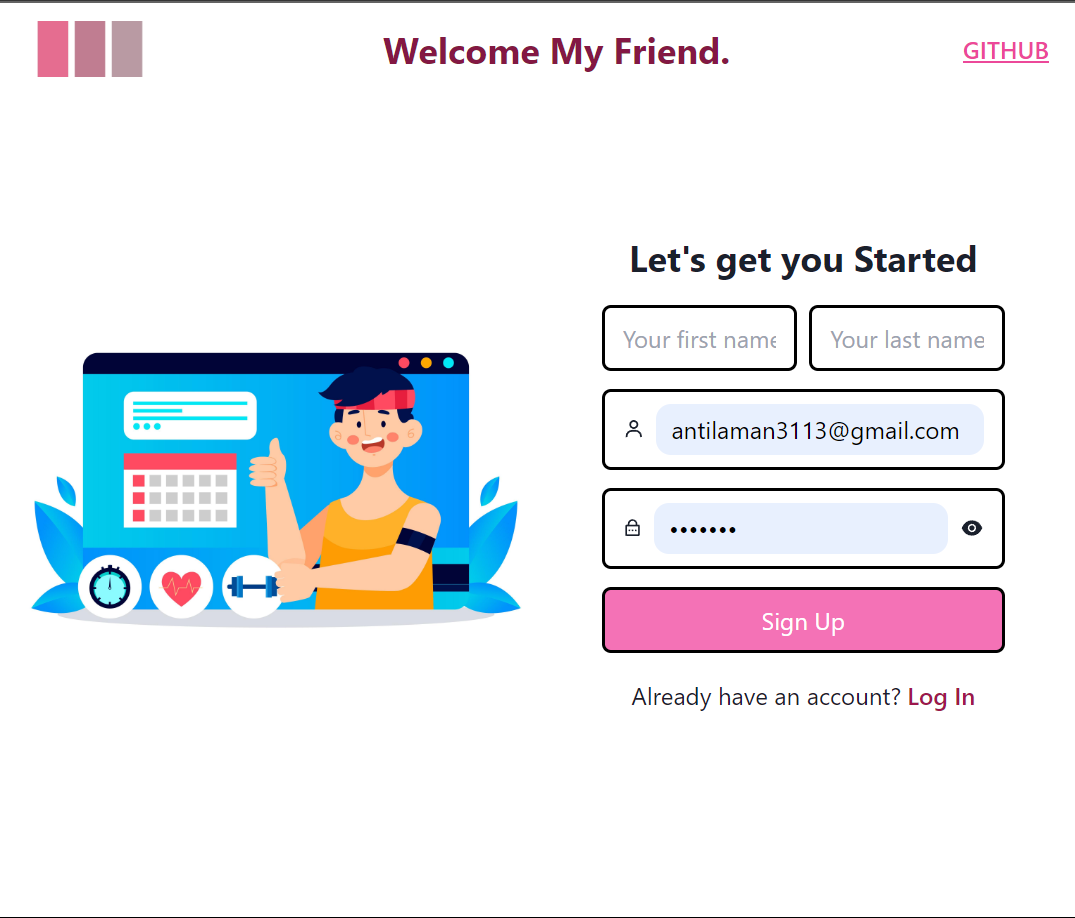 Welcome My Friend.
GITHUB
Let's get you Started
Your first name
Your last name
antilaman3113@gmail.com
•••••••
Sign Up
Already have an account? Log In